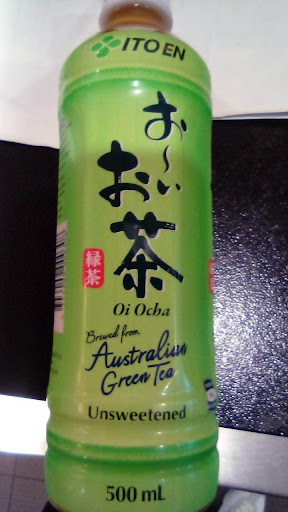 ITO EN
お～い
お茶
緑茶
Oi Ocha
Brewed from
Australian
Green Tea
Unsweetened
500 mL